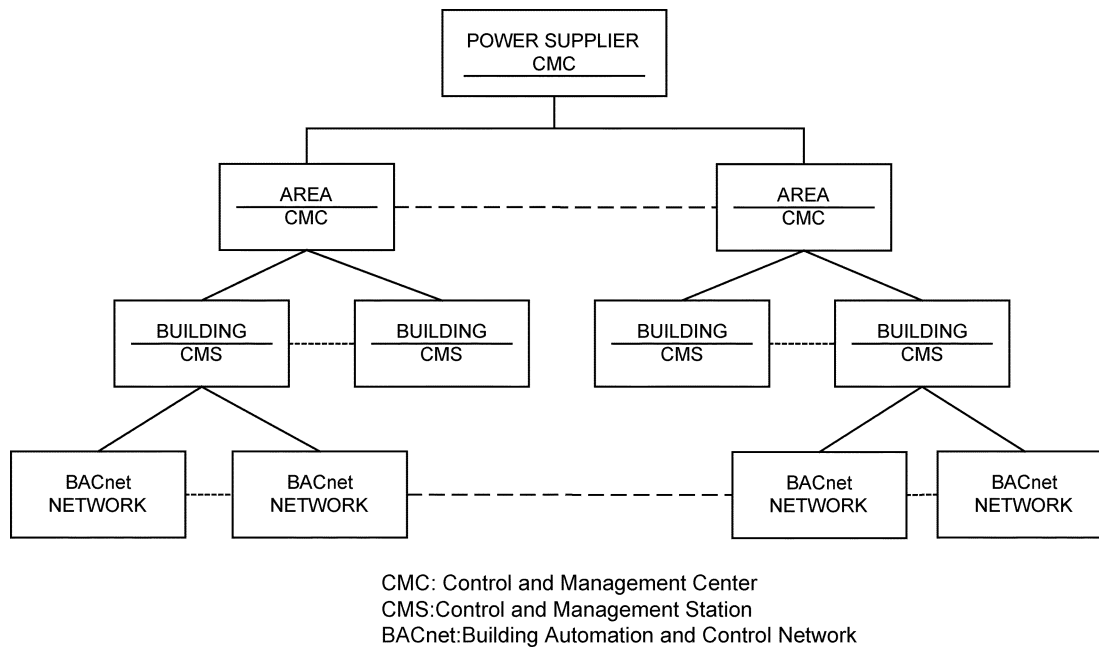 POWER SUPPLIER
CMC
AREA
CMC
AREA
CMC
BUILDING
CMS
BUILDING
CMS
BUILDING
CMS
BUILDING
CMS
BACnet
NETWORK
BACnet
NETWORK
BACnet
NETWORK
BACnet
NETWORK
CMC: Control and Management Center
CMS:Control and Management Station
BACnet:Building Automation and Control Network